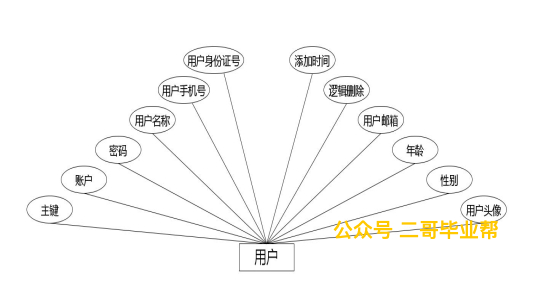 用户身份证号
添加时间
用户手机号
逻辑删除
用户名称
用户邮箱
密码
年龄
账户
性别
主键
用户头像
公众号 二哥毕业帮
用户